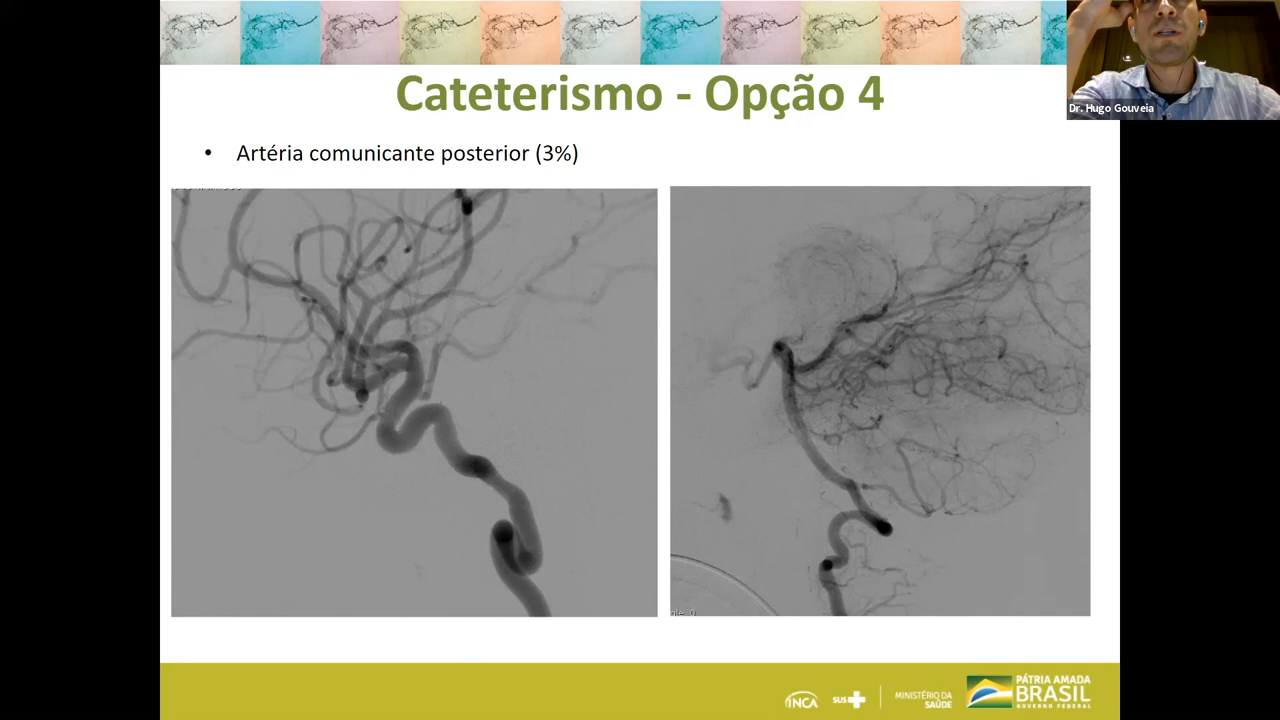 Cateterismo - Opção 4
Dr. Hugo Gouveia
• Artéria comunicante posterior (3%)
INCA
SUS
MINISTÉRIO DA
SAÚDE
PÁTRIA AMADA
BRASIL
GOVERNO FEDERAL